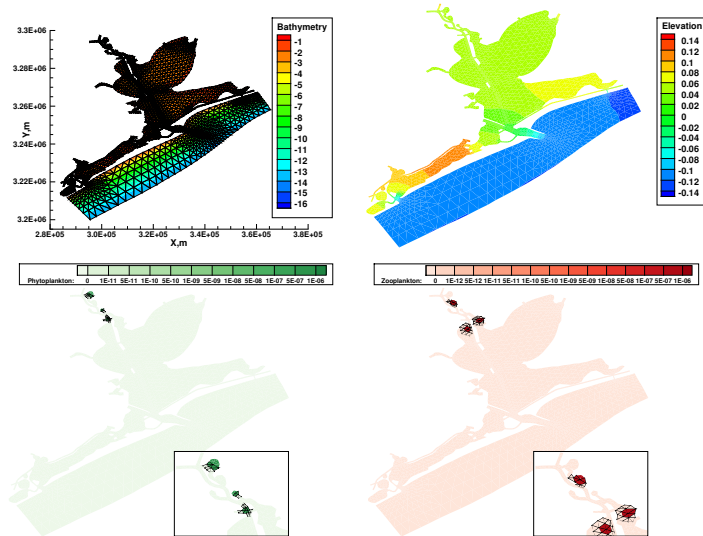 Bathymetry
-1
-2
-3
-4
-5
-6
-7
-8
-9
-10
-11
-12
-13
-14
-15
-16
3.3E+06
3.28E+06
3.26E+06
3.24E+06
3.22E+06
3.2E+06
Y,m
2.8E+05
3E+05
3.2E+05
3.4E+05
3.6E+05
3.8E+05
X,m
Elevation
0.14
0.12
0.1
0.08
0.06
0.04
0.02
0
-0.02
-0.04
-0.06
-0.08
-0.1
-0.12
-0.14
Phytoplankton: 0 1E-11 5E-11 1E-10 5E-10 1E-09 5E-09 1E-08 5E-08 1E-07 5E-07 1E-06
Zooplankton: 0 1E-12 5E-12 1E-11 5E-11 1E-10 5E-10 1E-09 5E-09 1E-08 5E-08 1E-07 5E-07 1E-06